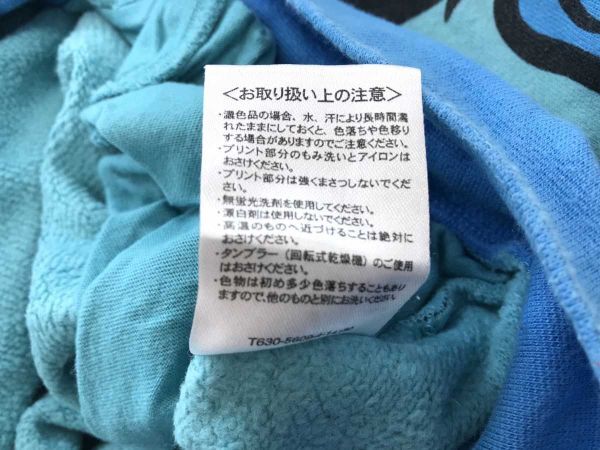 <お取り扱い上の注意>
・濃色品の場合、水、汗により長時間濡
れたままにしておくと、色落ちや色移り
する場合がありますのでご注意ください。
・プリント部分のもみ洗いとアイロンは
おさけください。
・プリント部分は強くまさつしないでくだ
さい。
・無蛍光洗剤を使用してください。
・漂白剤は使用しないでください。
・高温のものへ近づけることは絶対に
おさけください。
・タンブラー(回転式乾燥機)のご使用
はおさけください。
・色物は初め多少色落ちすることもあり
ますので、他のものと別にお洗いください。
T630-5609